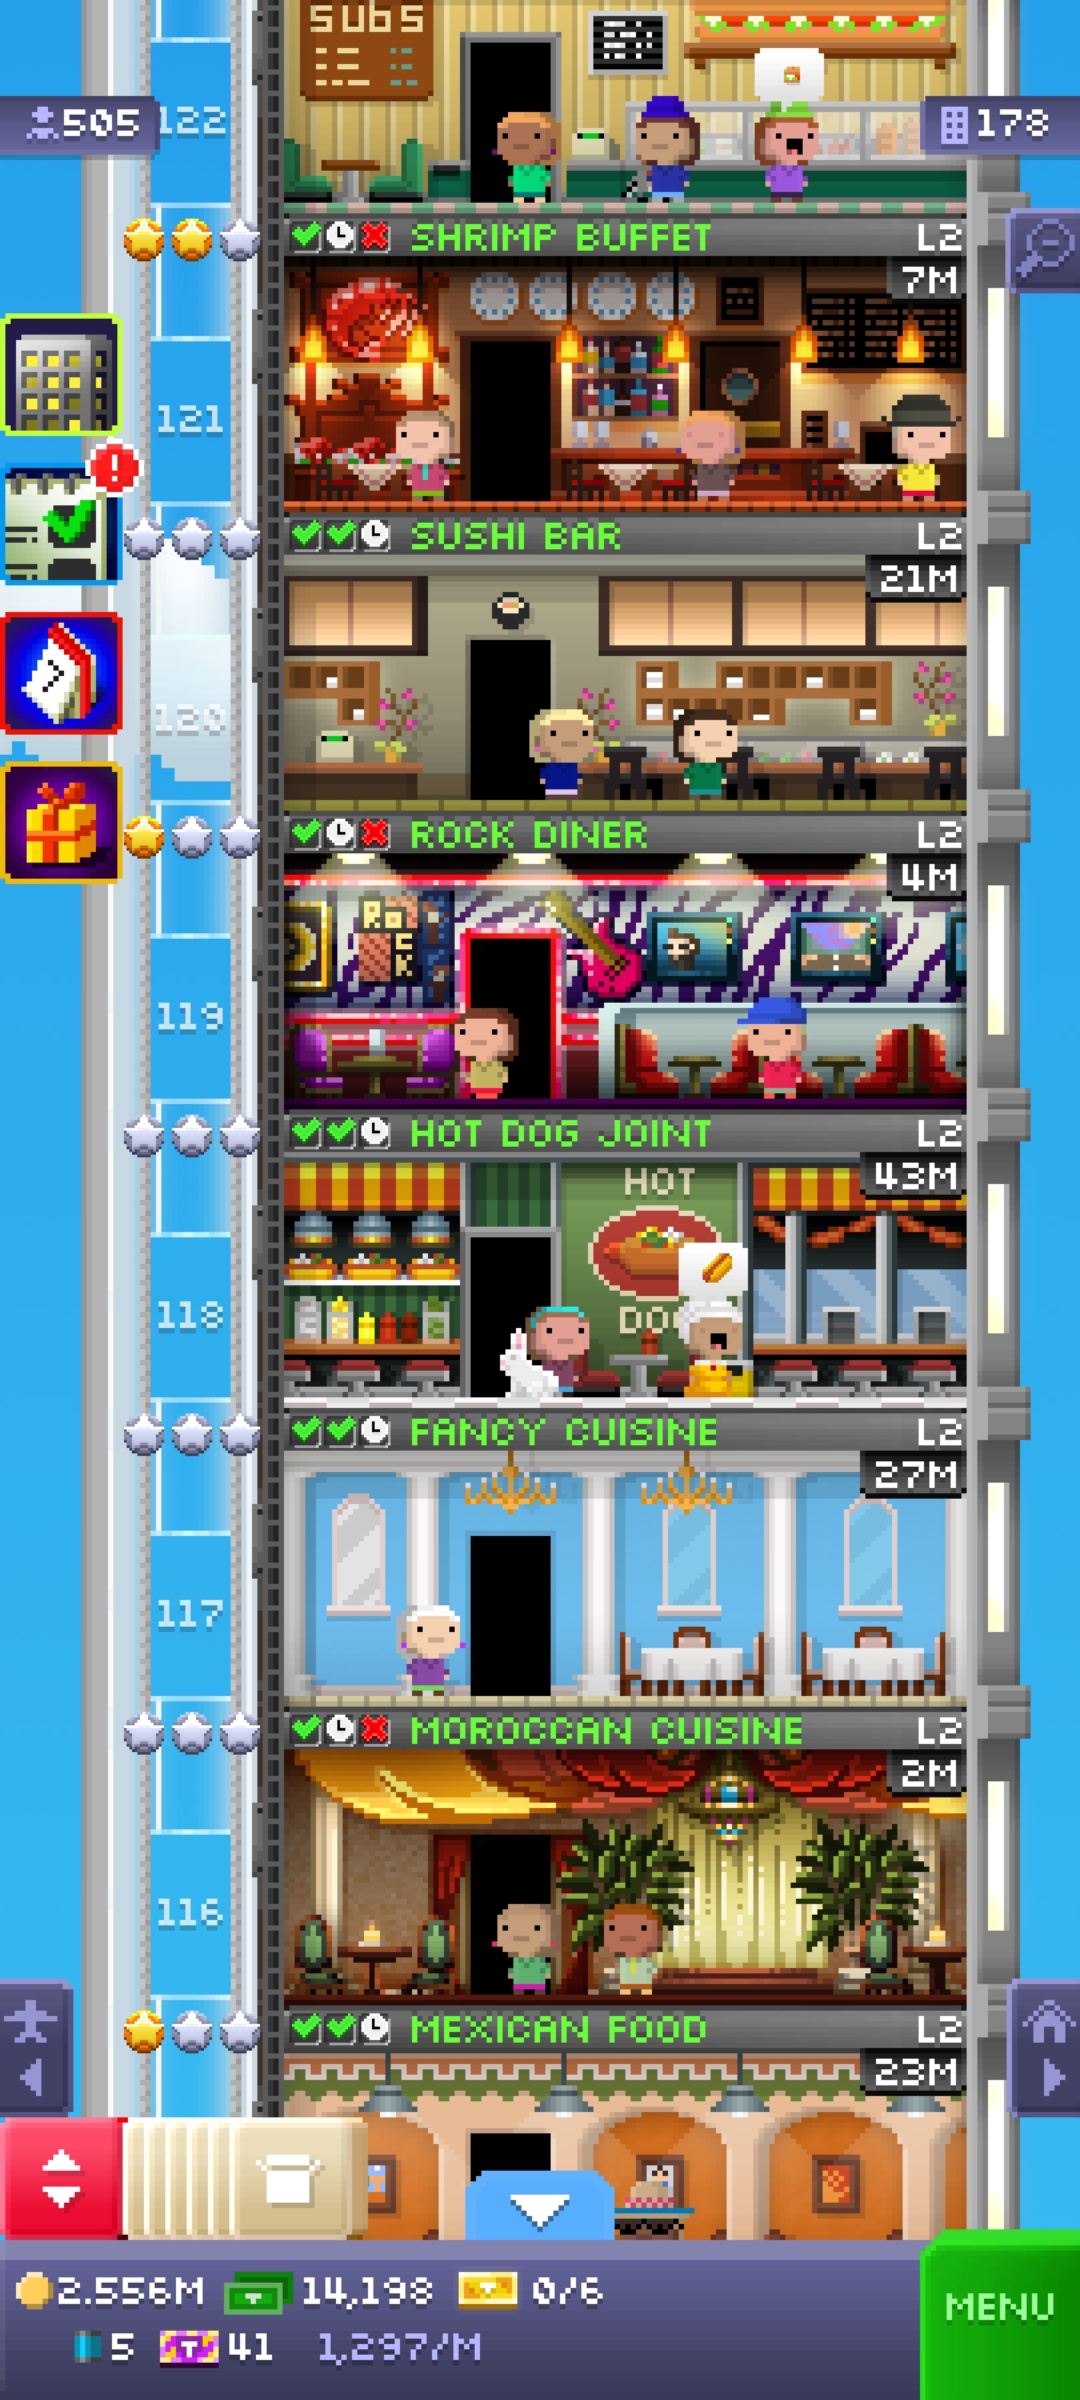 SUBS
505
122
178
SHRIMP BUFFET L2
7M
121
SUSHI BAR L2
21M
120
ROCK DINER L2
4M
ROCK
119
HOT DOG JOINT L2
43M
HOT
DOG
118
FANCY CUISINE L2
27M
117
MOROCCAN CUISINE L2
2M
116
MEXICAN FOOD L2
23M
2.556M 14,198 0/6
5 41 1,297/M
MENU